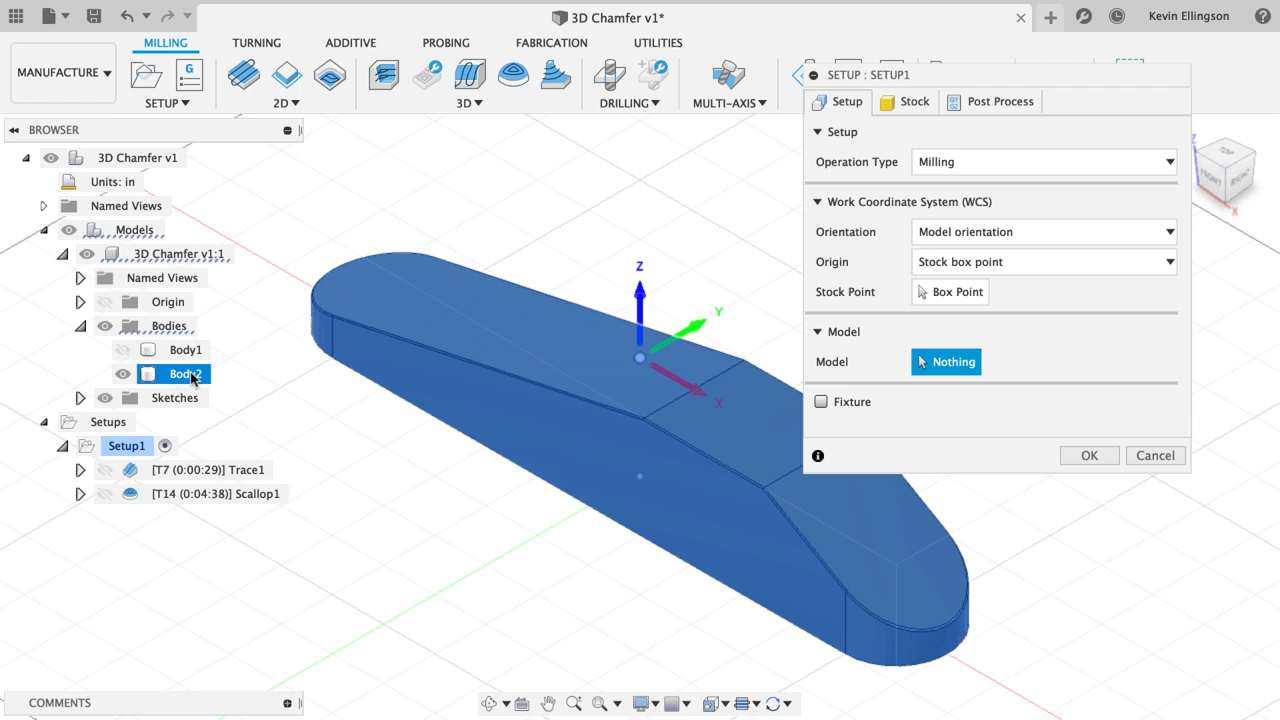 3D Chamfer v1*
Kevin Ellingson
MANUFACTURE
MILLING
TURNING
ADDITIVE
PROBING
FABRICATION
UTILITIES
G
SETUP
2D
3D
DRILLING
MULTI-AXIS
BROWSER
3D Chamfer v1
Units: in
Named Views
Models
3D Chamfer v1:1
Named Views
Origin
Bodies
Body1
Body2
Sketches
Setups
Setup1
[T7 (0:00:29)] Trace1
[T14 (0:04:38)] Scallop1
Z
Y
X
SETUP : SETUP1
Setup
Stock
Post Process
Setup
Operation Type
Milling
Work Coordinate System (WCS)
Orientation
Model orientation
Origin
Stock box point
Stock Point
Box Point
Model
Model
Nothing
Fixture
OK
Cancel
Z
FRONT
RIGHT
X
COMMENTS